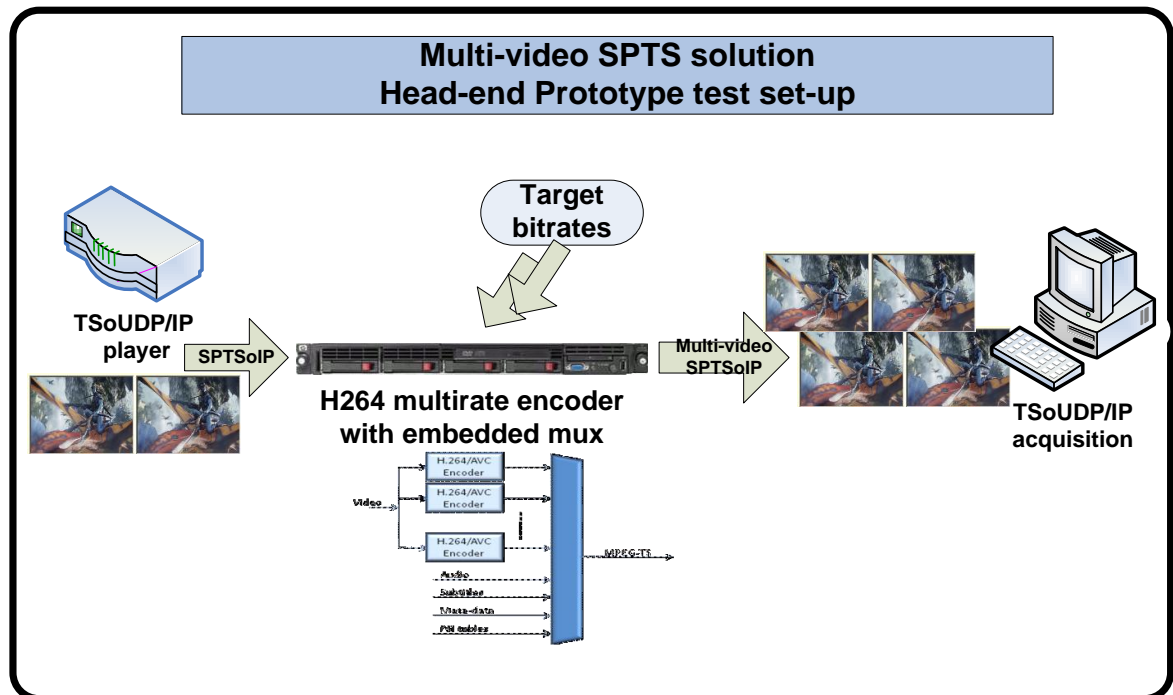 Multi-video SPTS solution
Head-end Prototype test set-up
Target
bitrates
TSoUDP/IP
player
SPTSoIP
Multi-video
SPTSoIP
H264 multirate encoder
with embedded mux
TSoUDP/IP
acquisition
H.264/AVC
Encoder
Video
H.264/AVC
Encoder
H.264/AVC
Encoder
MPEG-TS
Audio
Subtitles
Meta-data
PSI tables